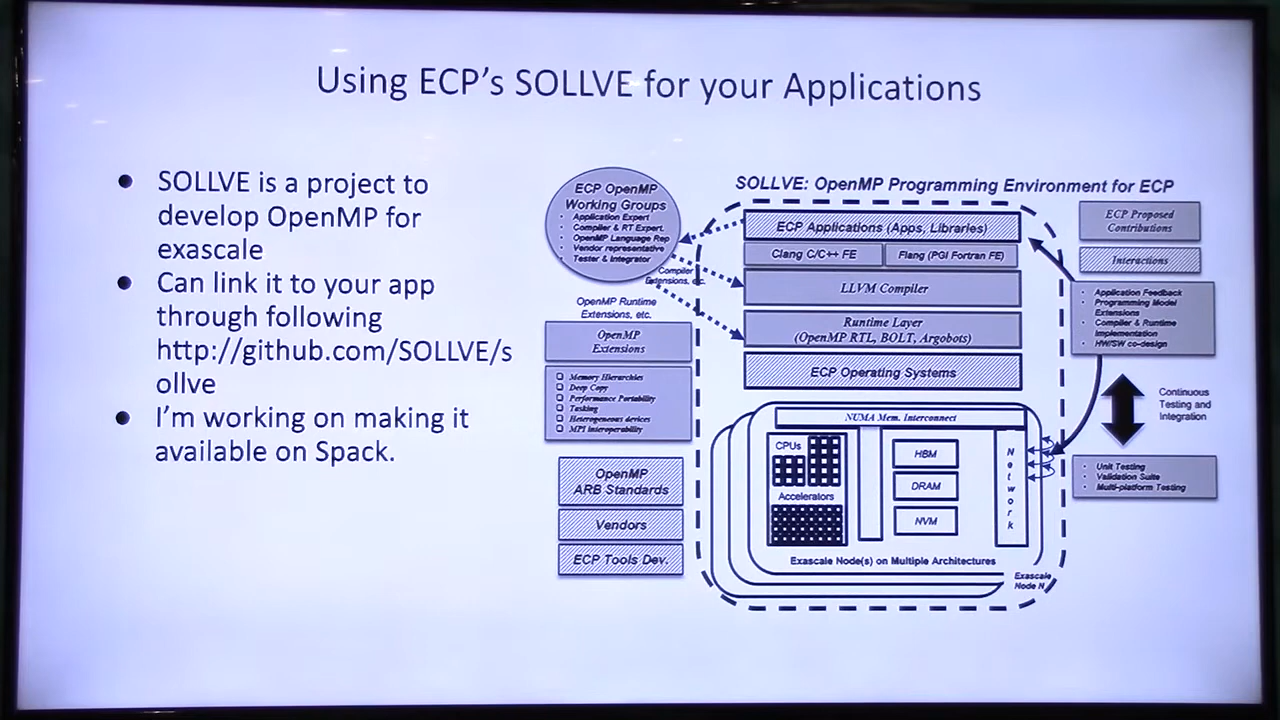 Using ECP's SOLLVE for your Applications
• SOLLVE is a project to
develop OpenMP for
exascale
• Can link it to your app
through following
http://github.com/SOLLVE/s
ollve
• I'm working on making it
available on Spack.
SOLLVE: OpenMP Programming Environment for ECP
ECP OpenMP
Working Groups
• Application Expert
• Compiler & RT Expert.
• OpenMP Language Rep
• Vendor representative
• Tester & Integrator
Compiler
Extensions, etc.
OpenMP Runtime
Extensions, etc.
OpenMP
Extensions
❑ Memory Hierarchies
❑ Deep Copy
❑ Performance Portability
❑ Tasking
❑ Heterogeneous devices
❑ MPI interoperability
OpenMP
ARB Standards
Vendors
ECP Tools Dev.
ECP Applications (Apps, Libraries)
Clang C/C++ FE
Flang (PGI Fortran FE)
LLVM Compiler
Runtime Layer
(OpenMP RTL, BOLT, Argobots)
ECP Operating Systems
NUMA Mem. Interconnect
CPUs
Accelerators
HBM
DRAM
NVM
Network
Exascale Node(s) on Multiple Architectures
Exascale
Node N
ECP Proposed
Contributions
Interactions
• Application Feedback
• Programming Model
Extensions
• Compiler & Runtime
Implementation
• HW/SW co-design
Continuous
Testing and
Integration
• Unit Testing
• Validation Suite
• Multi-platform Testing